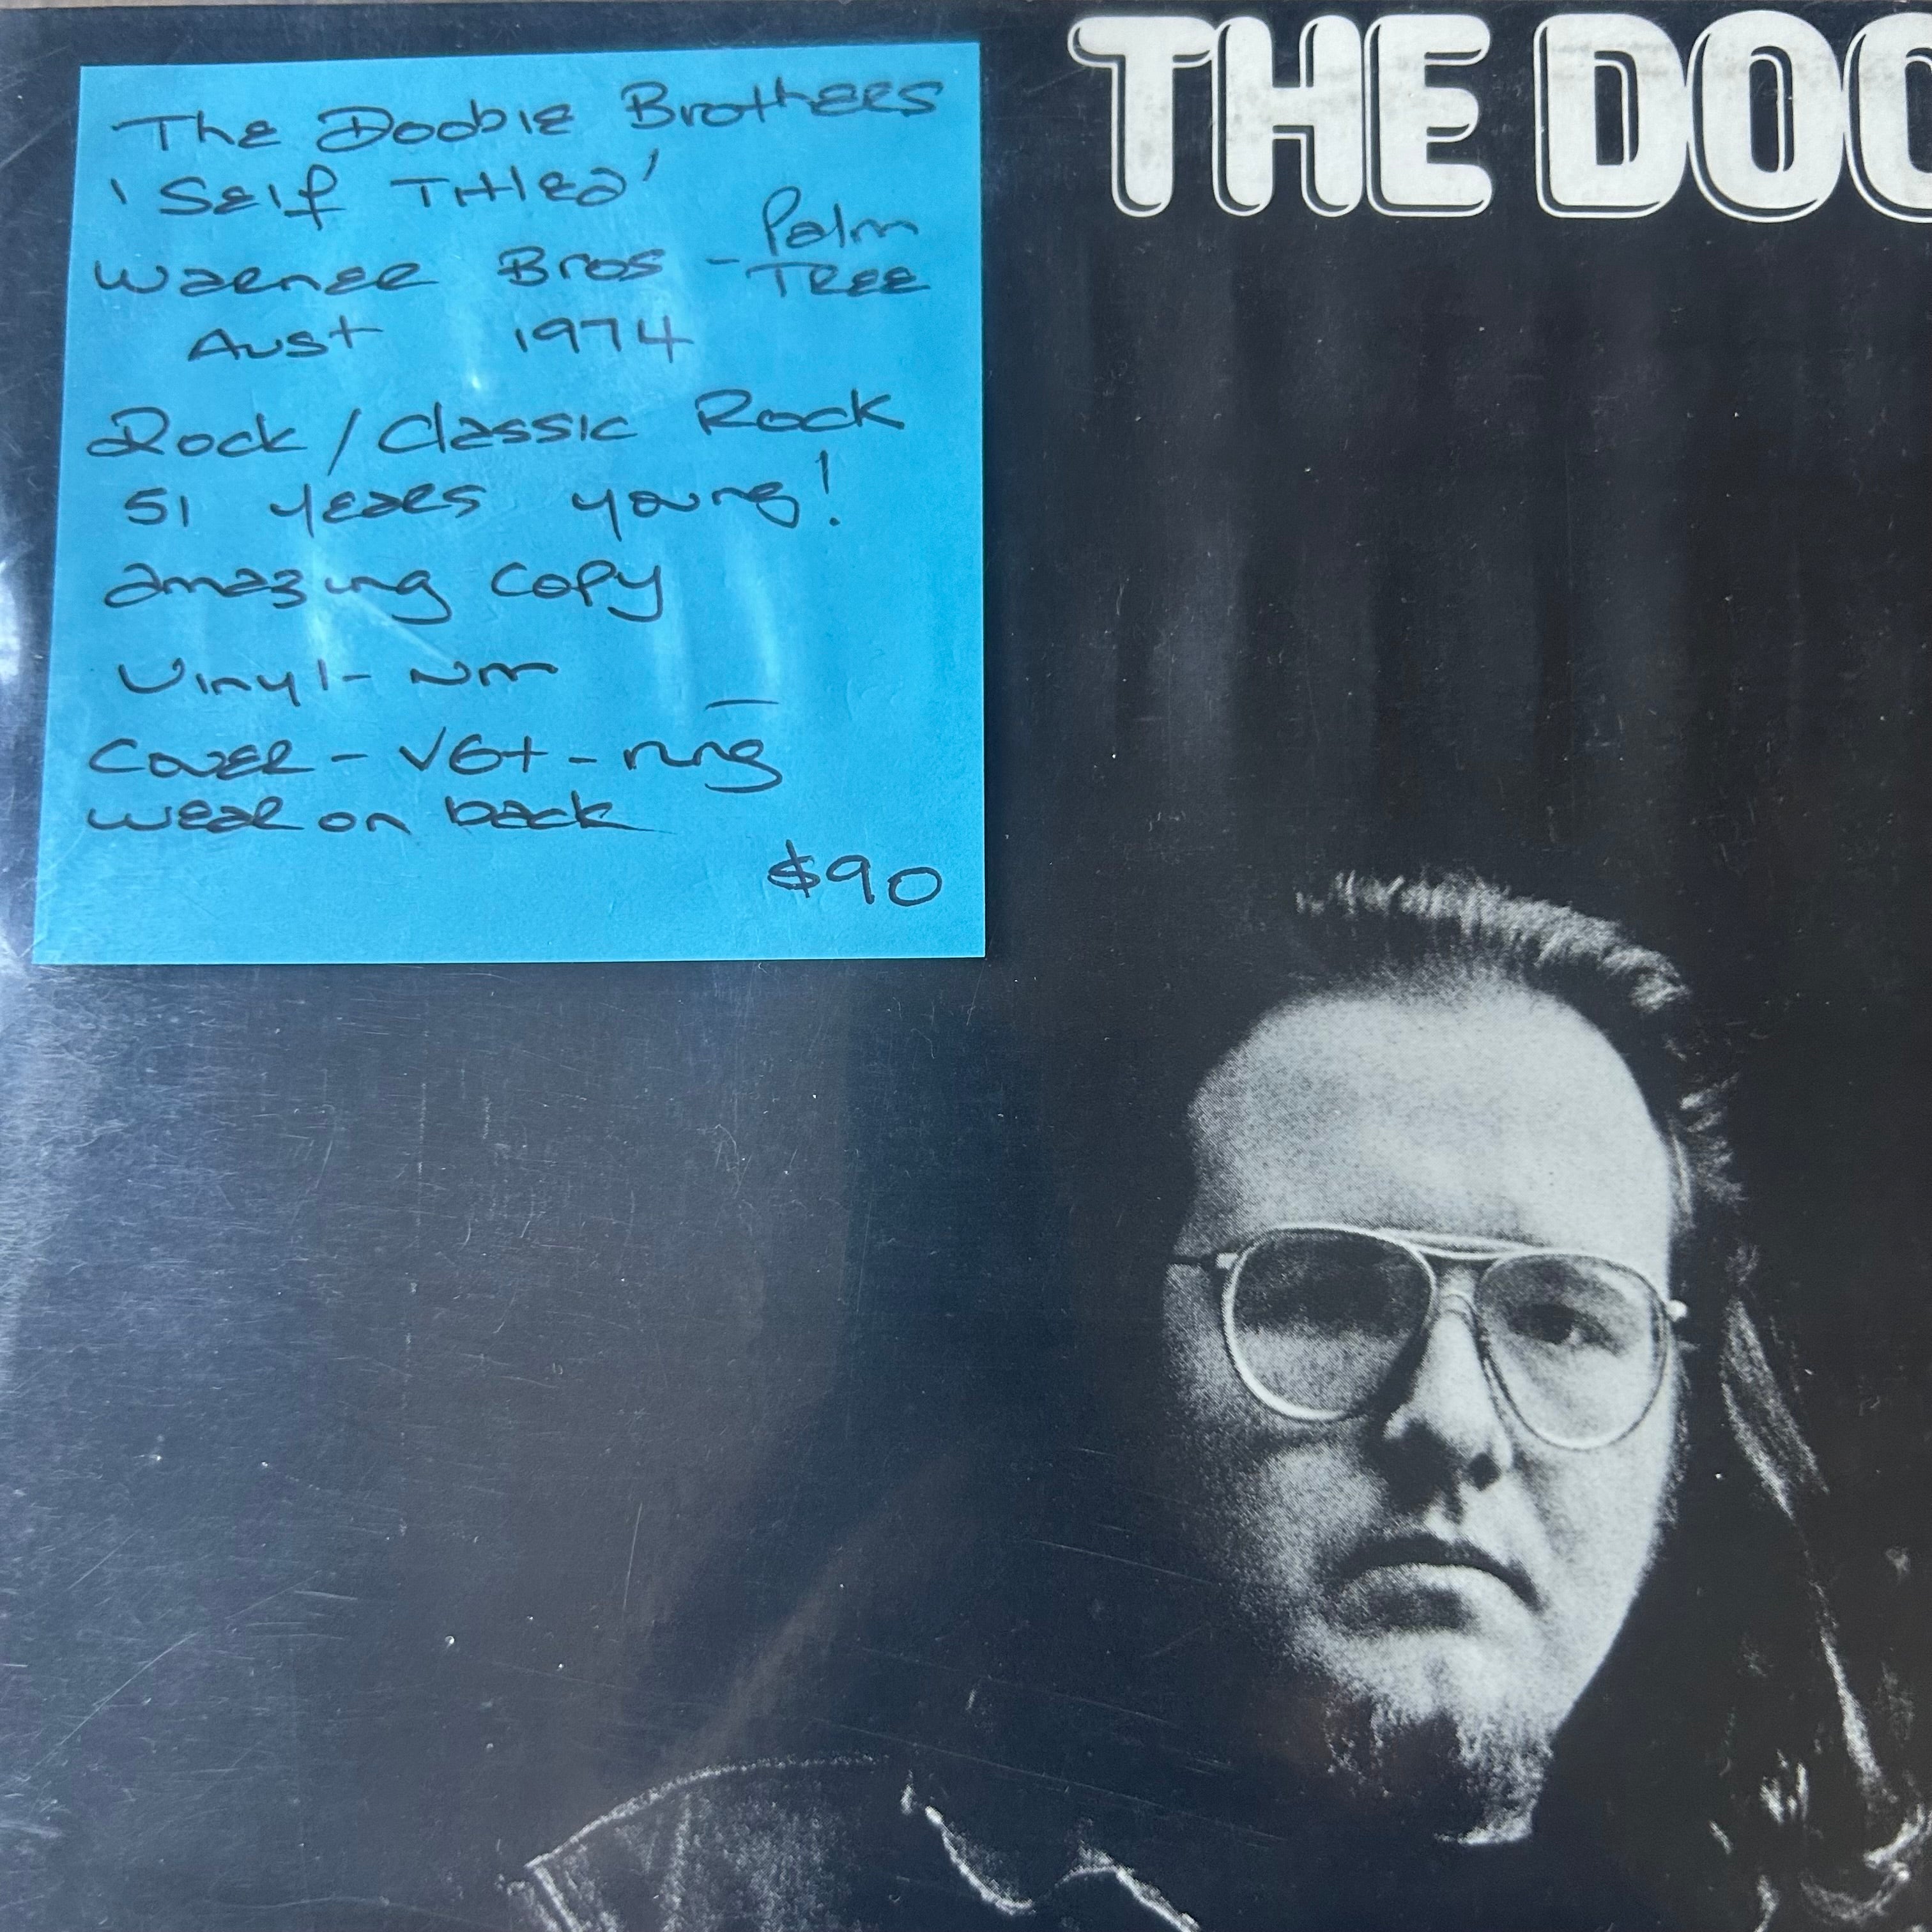 The Doobie Brothers
'Self Titled'
Warner Bros - Palm Tree
Aust 1974
Rock / Classic Rock
51 years young!
amazing copy
Vinyl - NM
Cover - VG+ - ring
wear on back
$90
THE DOO